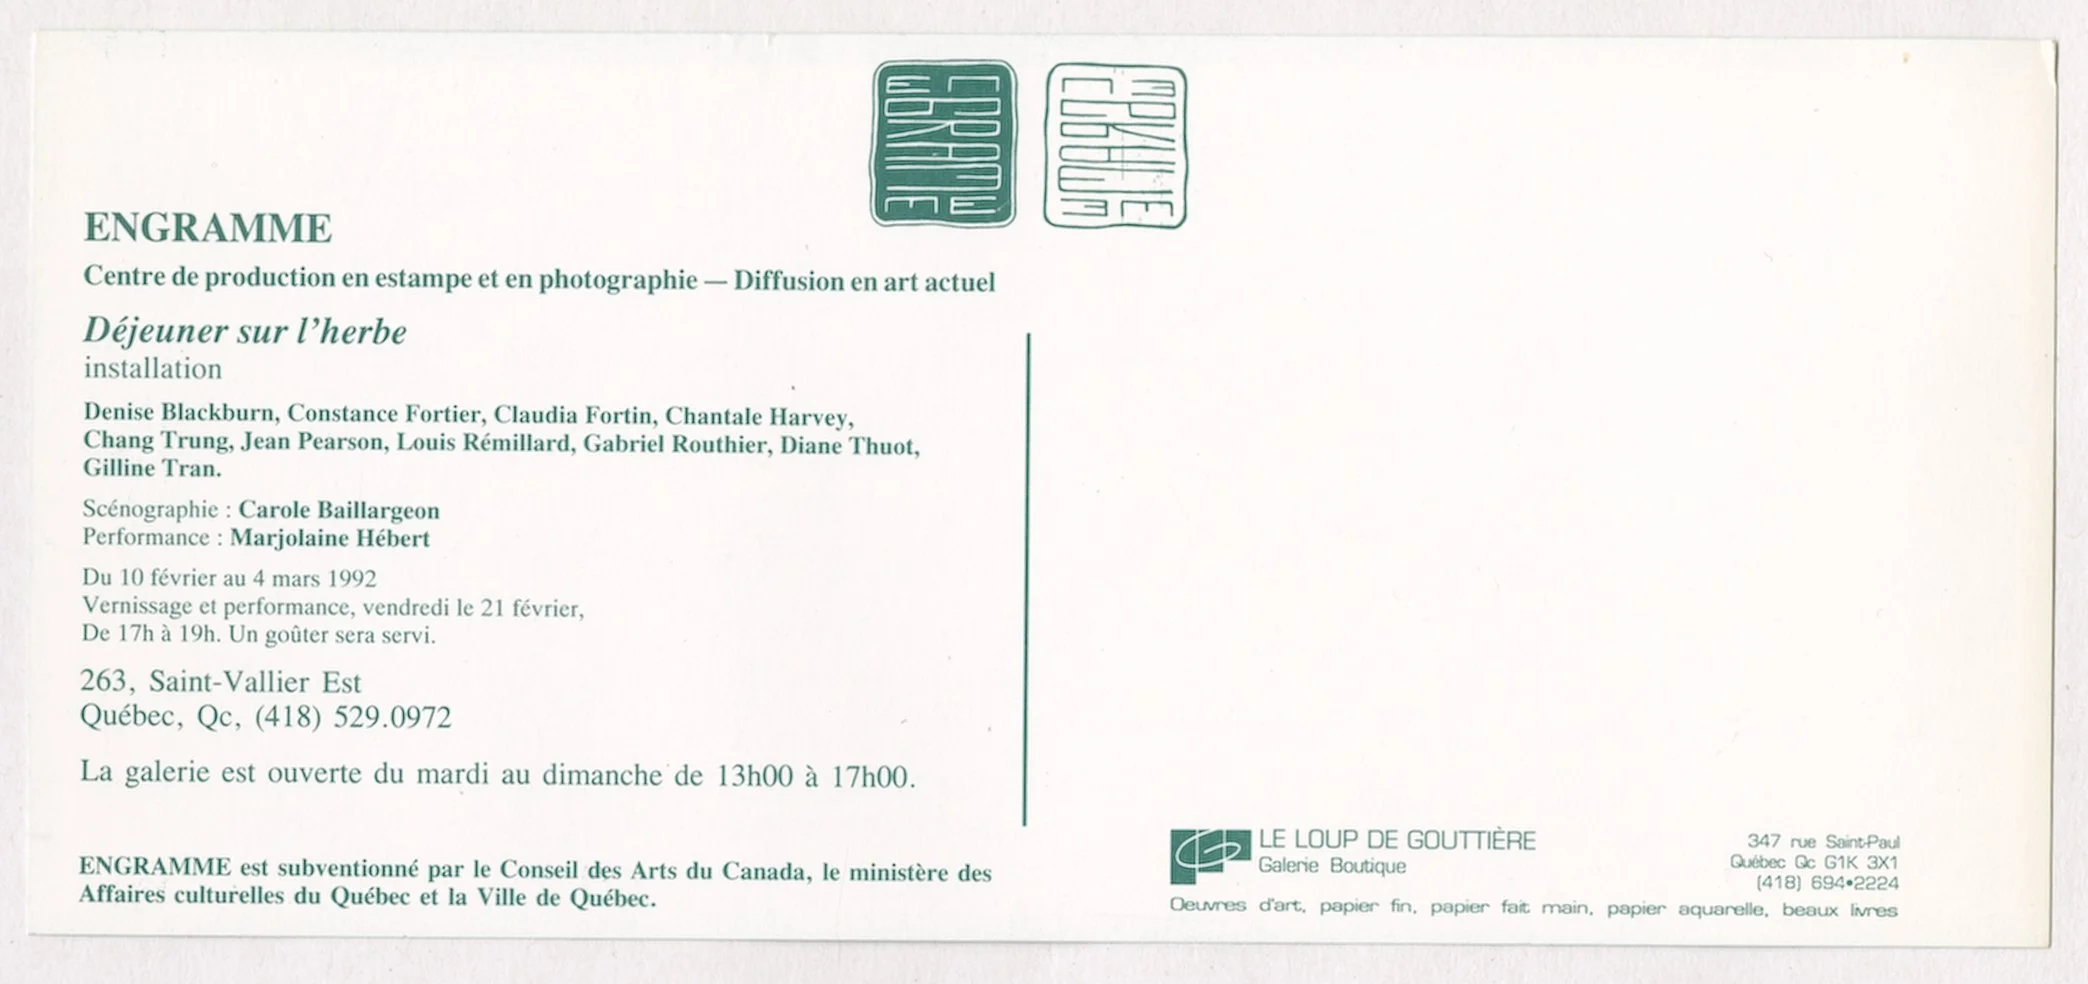 ENGRAMME
Centre de production en estampe et en photographie — Diffusion en art actuel
Déjeuner sur l'herbe
installation
Denise Blackburn, Constance Fortier, Claudia Fortin, Chantale Harvey,
Chang Trung, Jean Pearson, Louis Rémillard, Gabriel Routhier, Diane Thuot,
Gilline Tran.
Scénographie : Carole Baillargeon
Performance : Marjolaine Hébert
Du 10 février au 4 mars 1992
Vernissage et performance, vendredi le 21 février,
De 17h à 19h. Un goûter sera servi.
263, Saint-Vallier Est
Québec, Qc, (418) 529.0972
La galerie est ouverte du mardi au dimanche de 13h00 à 17h00.
ENGRAMME est subventionné par le Conseil des Arts du Canada, le ministère des
Affaires culturelles du Québec et la Ville de Québec.
LE LOUP DE GOUTTIÈRE
Galerie Boutique
347 rue Saint-Paul
Québec Qc G1K 3X1
(418) 694•2224
Oeuvres d'art, papier fin, papier fait main, papier aquarelle, beaux livres